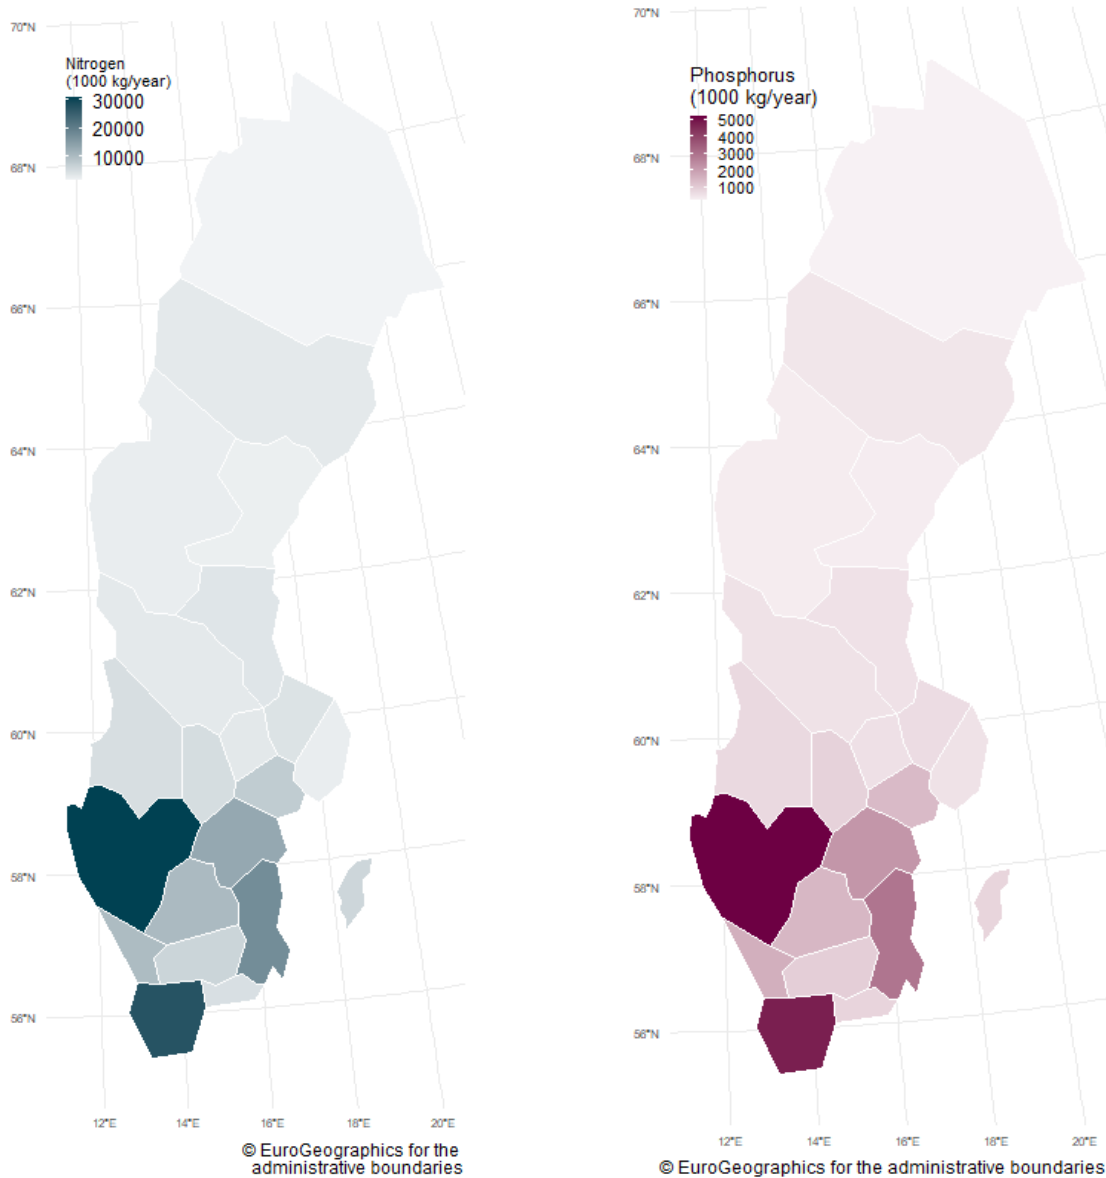 70°N
Nitrogen
(1000 kg/year)
30000
20000
10000
68°N
66°N
64°N
62°N
60°N
58°N
56°N
12°E 14°E 16°E 18°E 20°E
© EuroGeographics for the
administrative boundaries
70°N
Phosphorus
(1000 kg/year)
5000
4000
3000
2000
1000
68°N
66°N
64°N
62°N
60°N
58°N
56°N
12°E 14°E 16°E 18°E 20°E
© EuroGeographics for the administrative boundaries